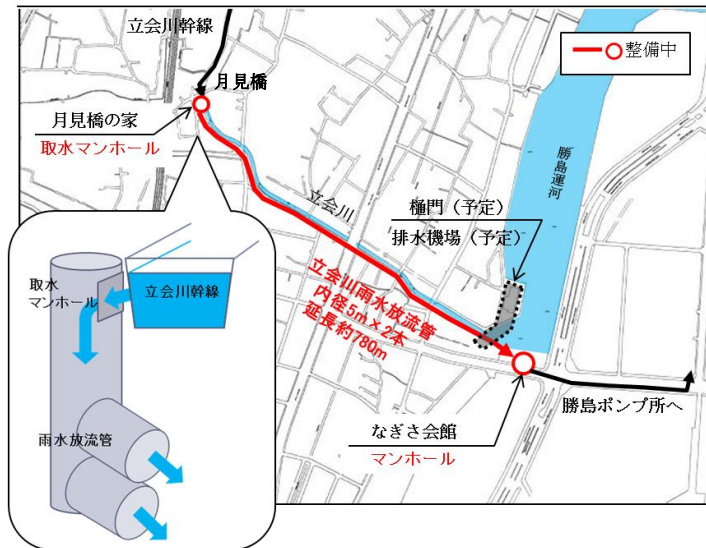 立会川幹線
整備中
月見橋
月見橋の家
取水マンホール
勝島運河
立会川
樋門（予定）
排水機場（予定）
立会川雨水放流管
内径5m×2本
延長約780m
取水
マンホール
立会川幹線
雨水放流管
勝島ポンプ所へ
なぎさ会館
マンホール